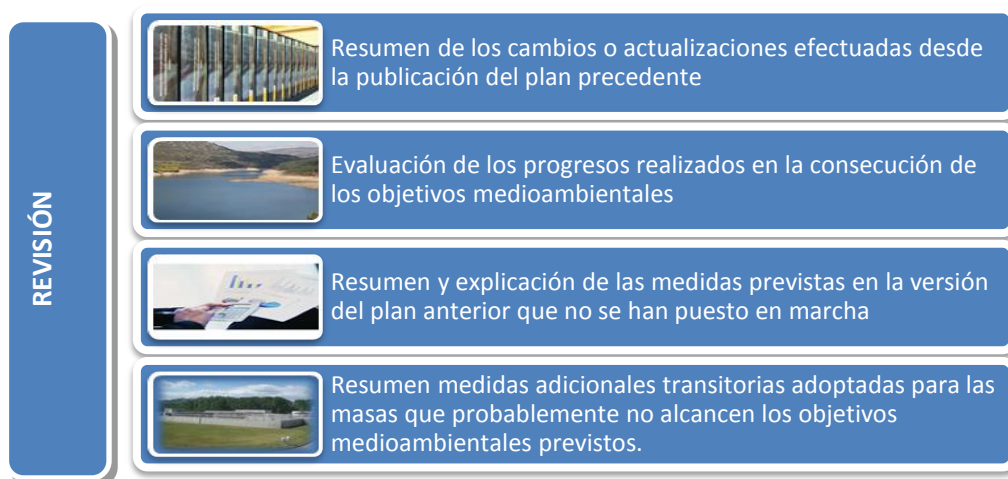 REVISIÓN
Resumen de los cambios o actualizaciones efectuadas desde
la publicación del plan precedente
Evaluación de los progresos realizados en la consecución de
los objetivos medioambientales
Resumen y explicación de las medidas previstas en la versión
del plan anterior que no se han puesto en marcha
Resumen medidas adicionales transitorias adoptadas para las
masas que probablemente no alcancen los objetivos
medioambientales previstos.